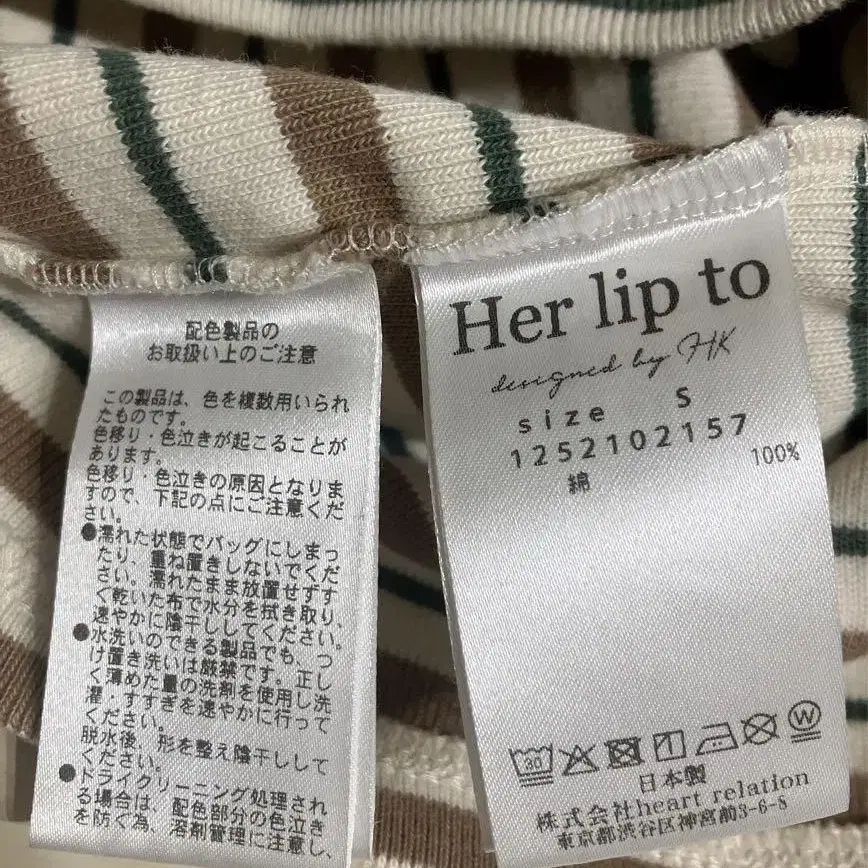 配色製品の
お取扱い上のご注意
この製品は、色を複数用いられ
たものです。
色移り・色泣きが起こることが
あります。
色移り・色泣きの原因となりま
すので、下記の点にご注意くだ
さい。
●濡れた状態でバッグにしまっ
たり、重ね置きしないでくだ
さい。濡れたまま放置せずす
ぐ乾いた布で水分を拭き取り、
速やかに陰干ししてください。
●水洗いのできる製品でも、つ
け置き洗いは厳禁です。正し
く薄めた量の洗剤を使用し洗
濯・すすぎを速やかに行って
ください。
脱水後、形を整え陰干しして
ください。
●ドライクリーニング処理され
る場合は、配色部分の色泣き
を防ぐ為、溶剤管理に注意し、
Her lip to
designed by HK
size S
1252102157
綿 100%
30 W
日本製
株式会社heart relation
東京都渋谷区神宮前3-6-8